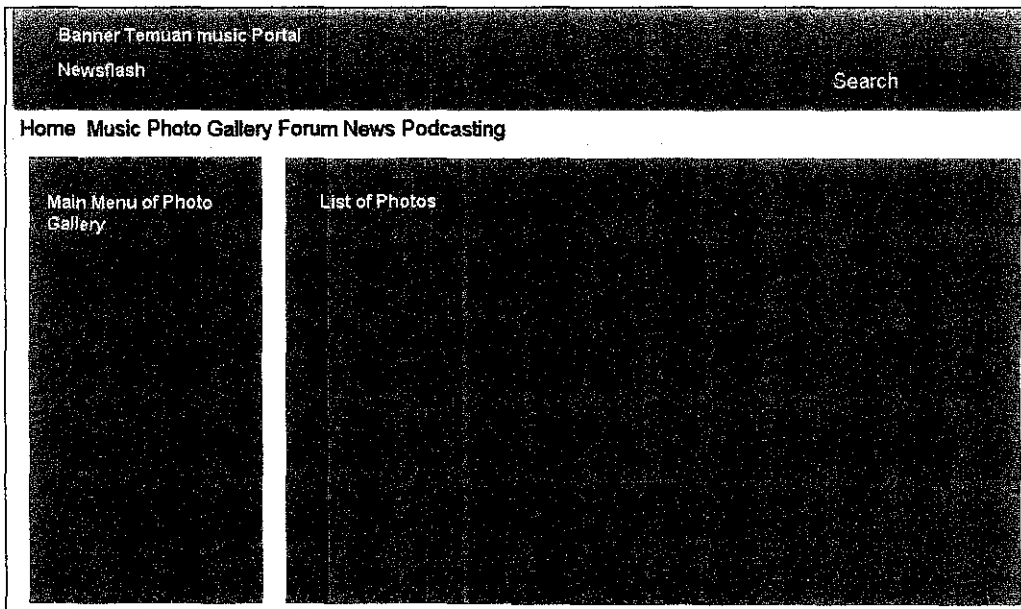 Banner Temuan music Portal
Newsflash
Search
Home Music Photo Gallery Forum News Podcasting
Main Menu of Photo
Gallery
List of Photos